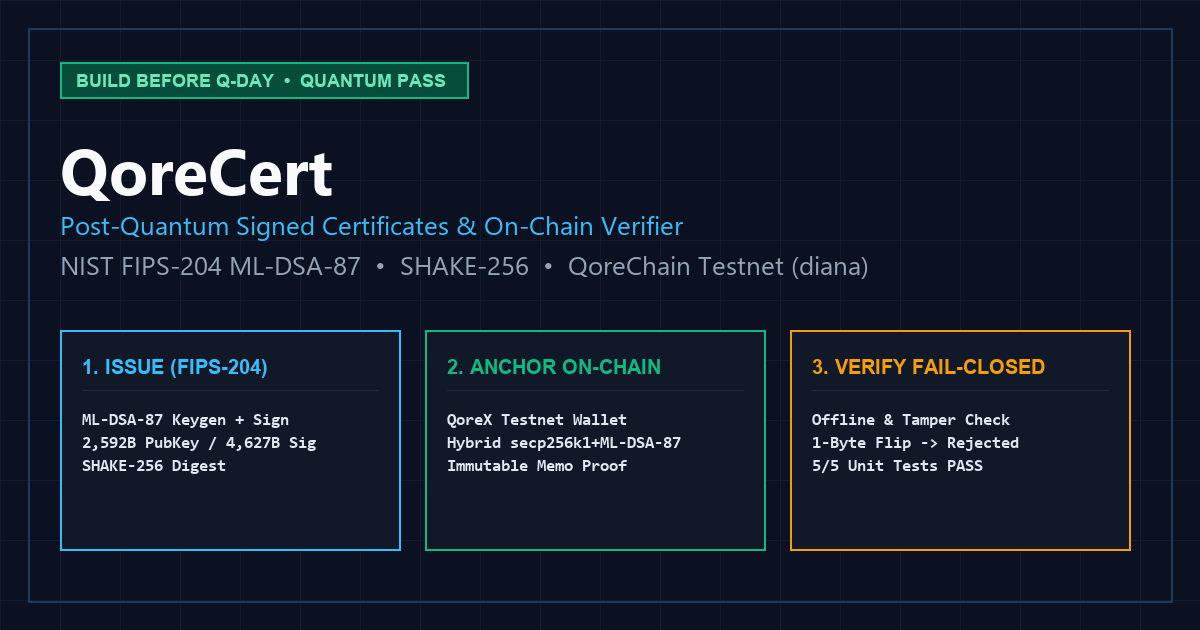 BUILD BEFORE Q-DAY • QUANTUM PASS
QoreCert
Post-Quantum Signed Certificates & On-Chain Verifier
NIST FIPS-204 ML-DSA-87 • SHAKE-256 • QoreChain Testnet (diana)
1. ISSUE (FIPS-204)
ML-DSA-87 Keygen + Sign
2,592B PubKey / 4,627B Sig
SHAKE-256 Digest
2. ANCHOR ON-CHAIN
QoreX Testnet Wallet
Hybrid secp256k1+ML-DSA-87
Immutable Memo Proof
3. VERIFY FAIL-CLOSED
Offline & Tamper Check
1-Byte Flip -> Rejected
5/5 Unit Tests PASS